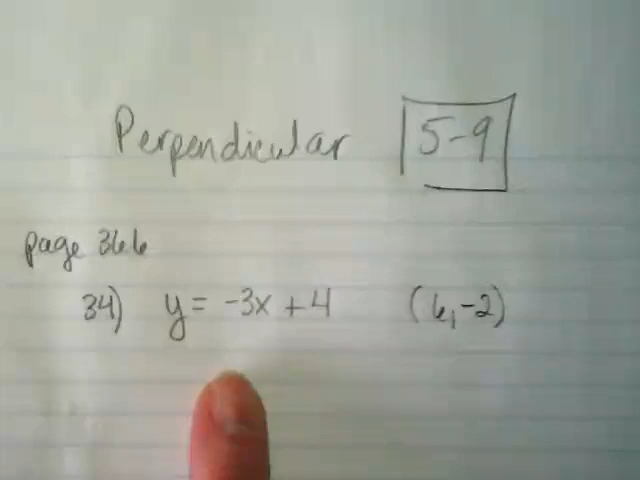 Perpendicular 5-9
page 366
34) y = -3x + 4 (6, -2)